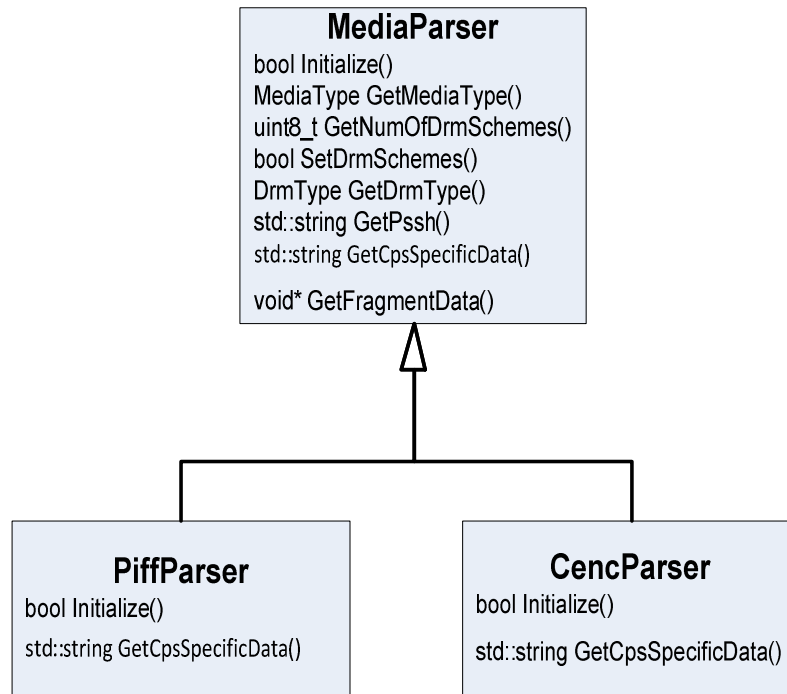 MediaParser
bool Initialize()
MediaType GetMediaType()
uint8_t GetNumOfDrmSchemes()
bool SetDrmSchemes()
DrmType GetDrmType()
std::string GetPssh()
std::string GetCpsSpecificData()
void* GetFragmentData()
PiffParser
bool Initialize()
std::string GetCpsSpecificData()
CencParser
bool Initialize()
std::string GetCpsSpecificData()